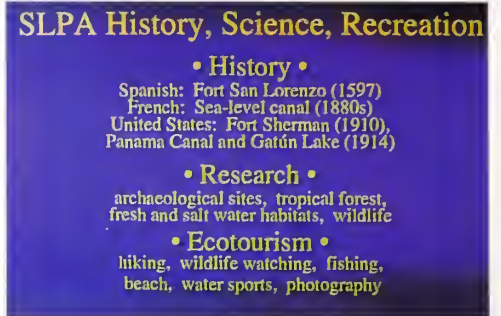 SLPA History, Science, Recreation
• History •
Spanish: Fort San Lorenzo (1597)
French: Sea-level canal (1880s)
United States: Fort Sherman (1910),
Panama Canal and Gatún Lake (1914)
• Research •
archaeological sites, tropical forest,
fresh and salt water habitats, wildlife
• Ecotourism •
hiking, wildlife watching, fishing,
beach, water sports, photography